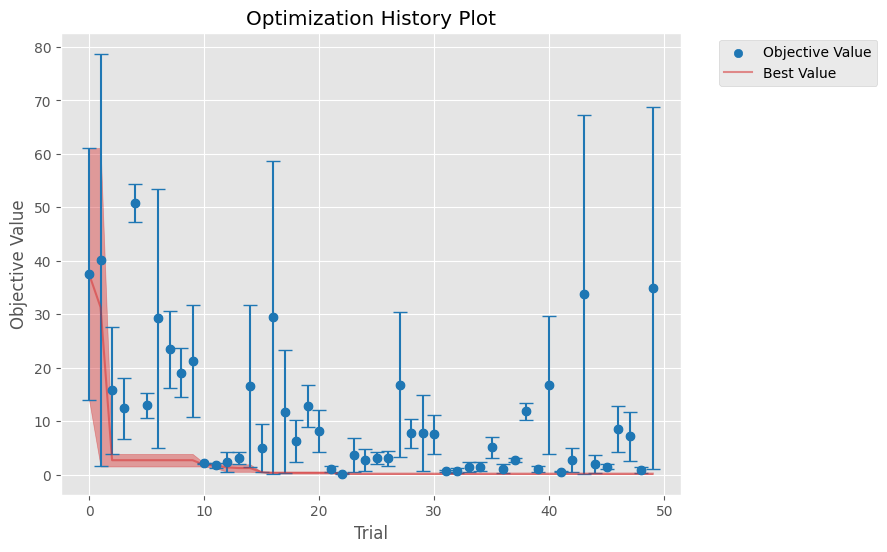 Optimization History Plot
Objective Value
Best Value
Objective Value
80
70
60
50
40
30
20
10
0
0 10 20 30 40 50
Trial